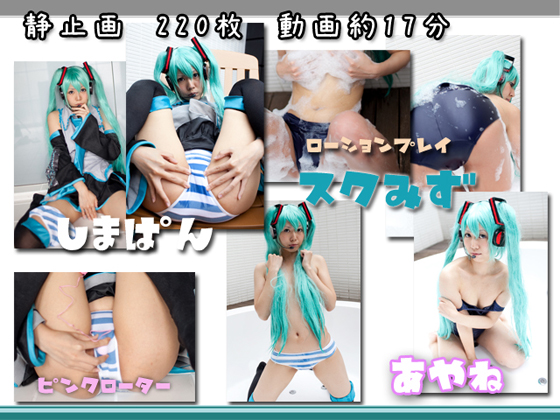 静止画 220枚 動画約17分
ローションプレイ
スクみず
しまぱん
ピンクローター
あやね